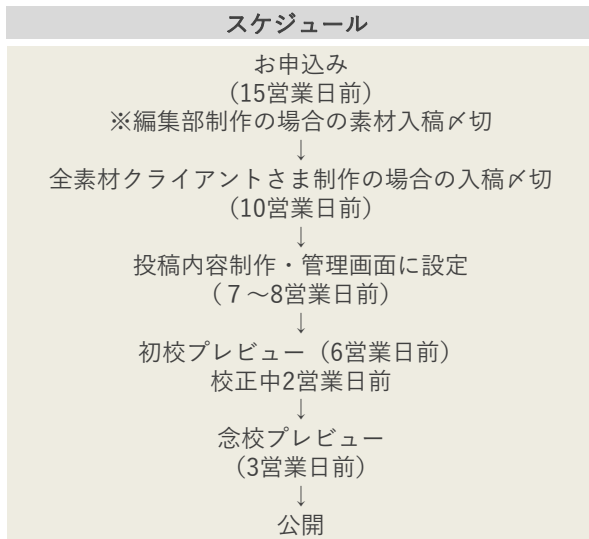 スケジュール
お申込み
（15営業日前）
※編集部制作の場合の素材入稿〆切
↓
全素材クライアントさま制作の場合の入稿〆切
（10営業日前）
↓
投稿内容制作・管理画面に設定
（７～8営業日前）
↓
初校プレビュー（6営業日前）
校正中2営業日前
↓
念校プレビュー
（3営業日前）
↓
公開